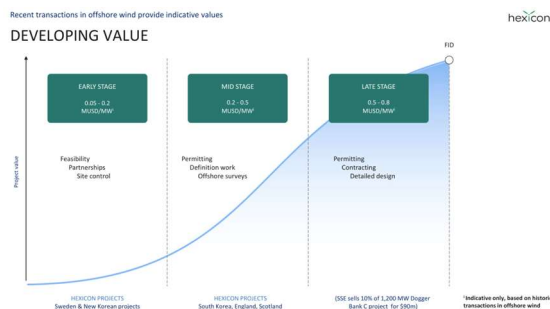 Recent transactions in offshore wind provide indicative values
hexicon
DEVELOPING VALUE
FID
EARLY STAGE
0.05 - 0.2
MUSD/MW¹
MID STAGE
0.2 - 0.5
MUSD/MW¹
LATE STAGE
0.5 - 0.8
MUSD/MW¹
Project value
Feasibility
Partnerships
Site control
Permitting
Definition work
Offshore surveys
Permitting
Contracting
Detailed design
HEXICON PROJECTS
Sweden & New Korean projects
HEXICON PROJECTS
South Korea, England, Scotland
(SSE sells 10% of 1,200 MW Dogger
Bank C project for $90m)
¹Indicative only, based on histori
transactions in offshore wind